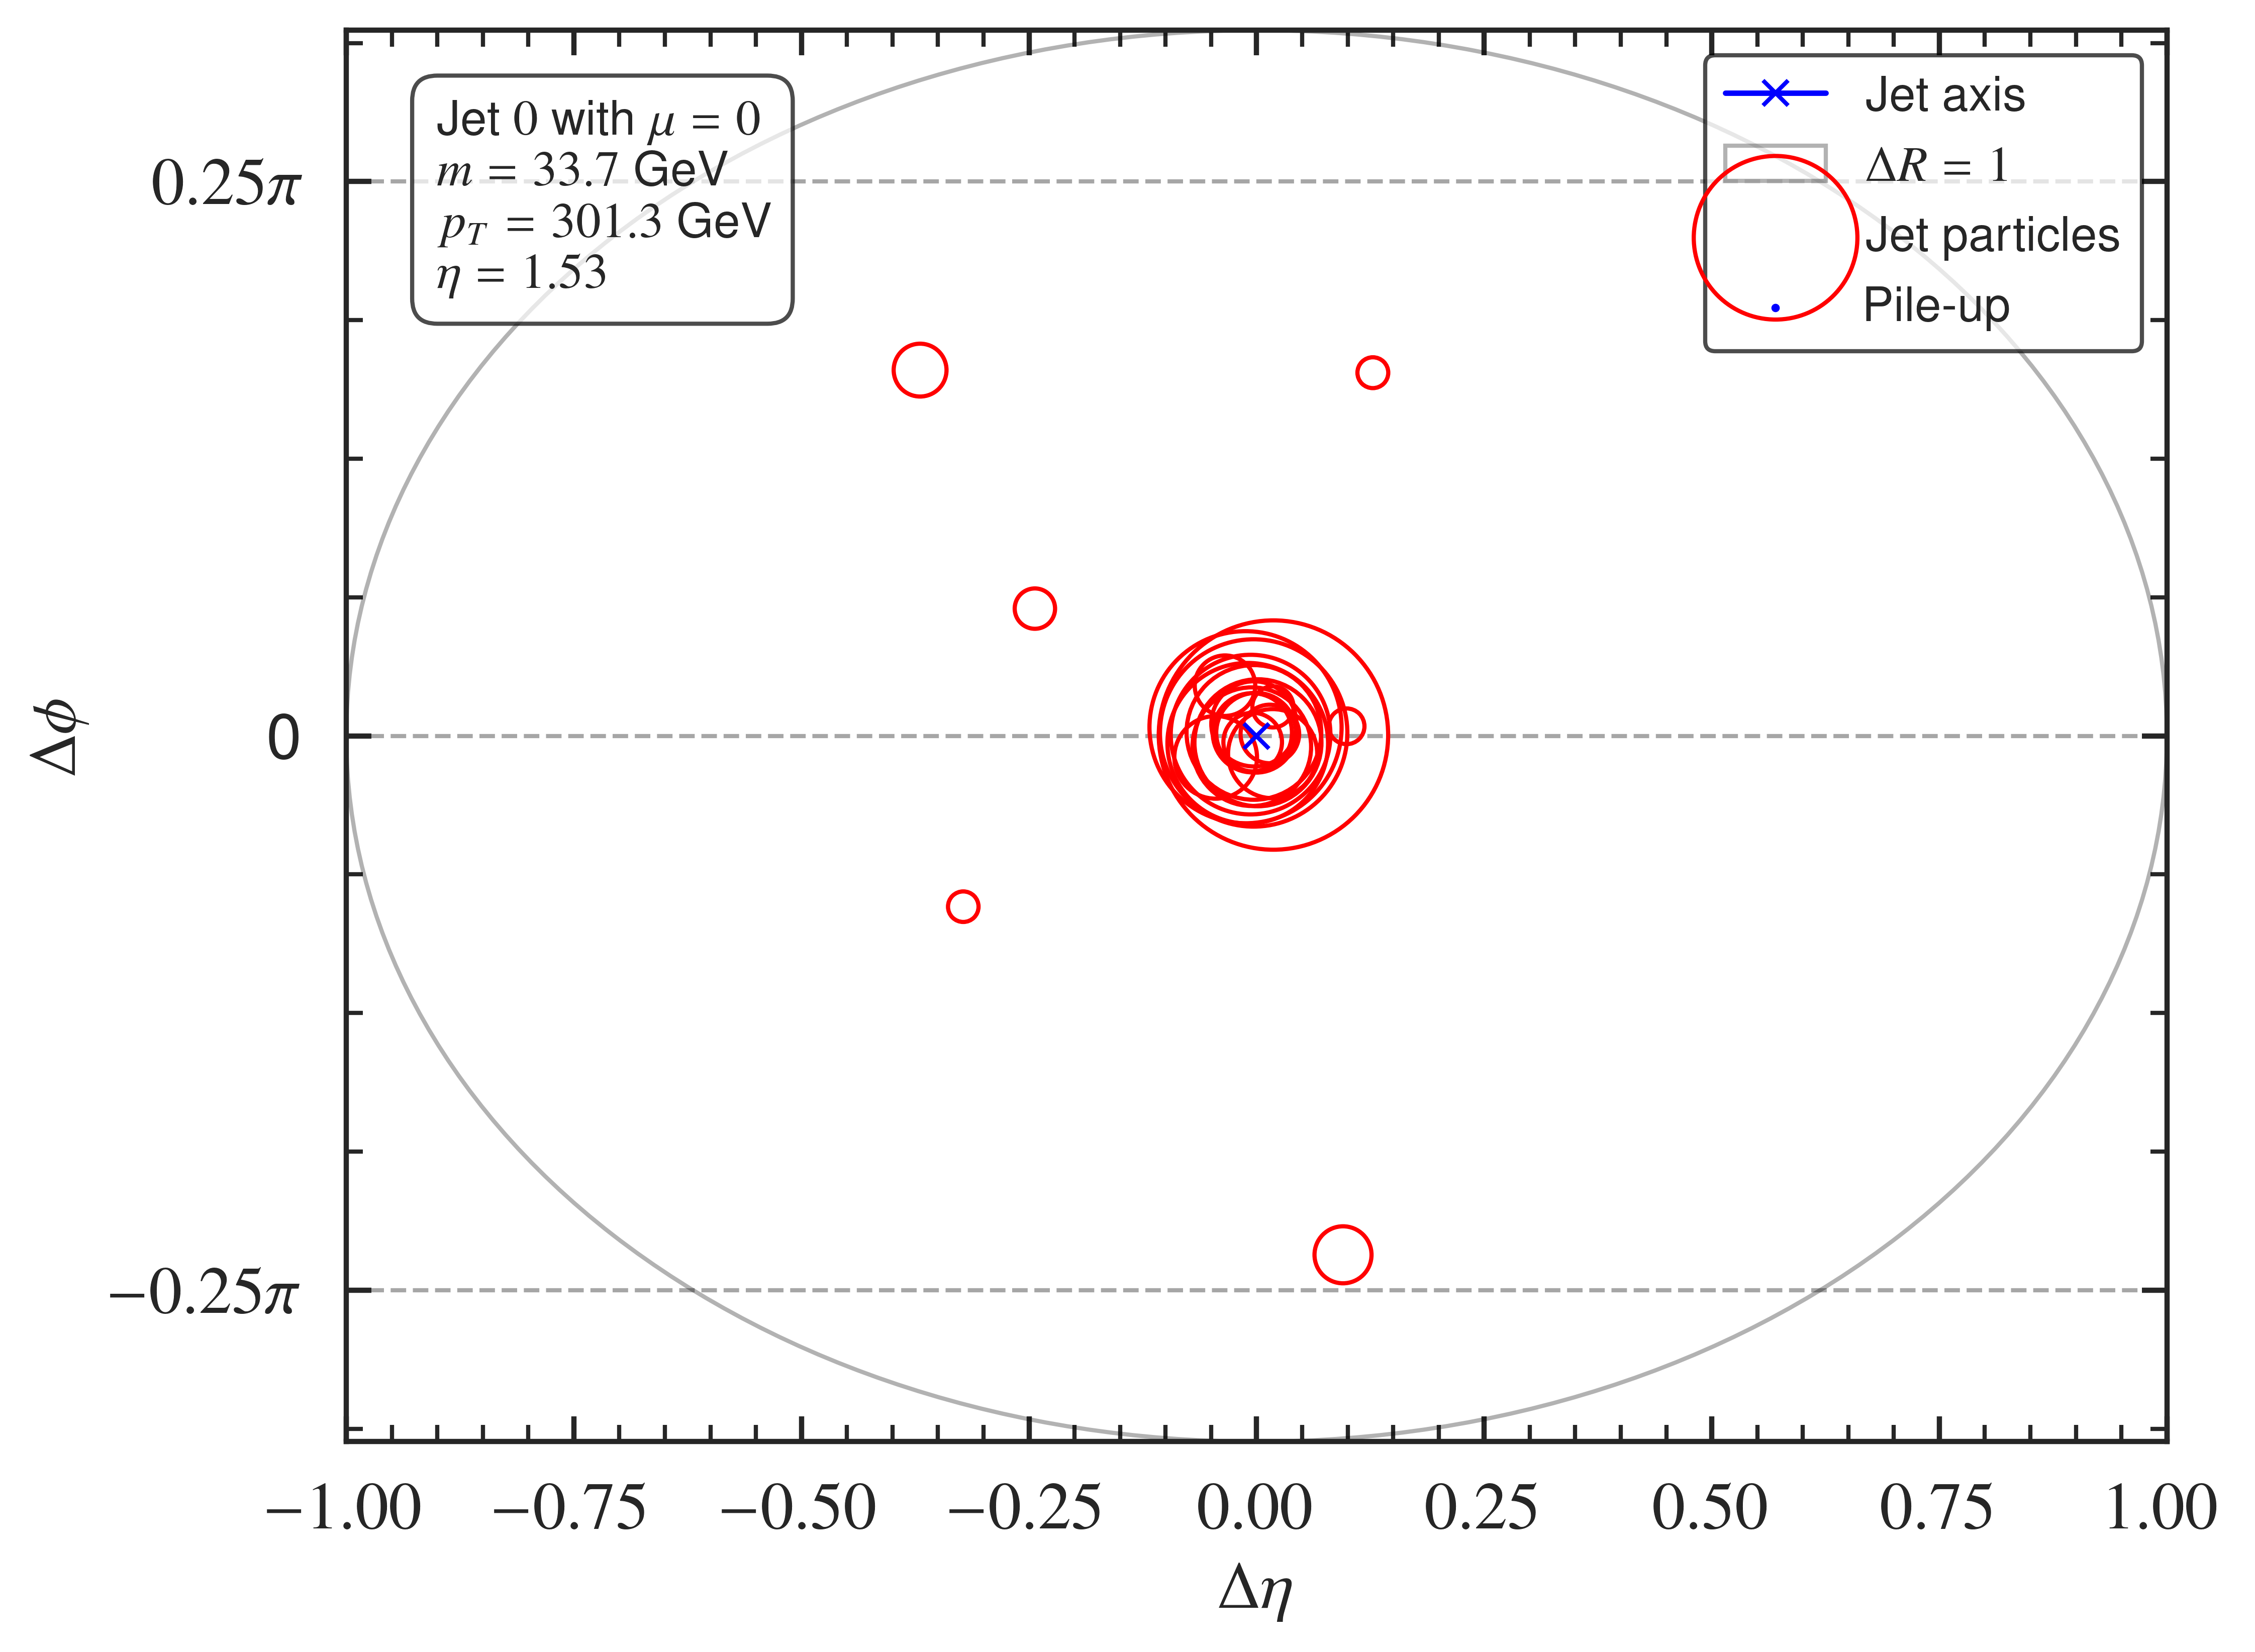 Jet 0 with μ = 0
m = 33.7 GeV
p_T = 301.3 GeV
η = 1.53
Jet axis
ΔR = 1
Jet particles
Pile-up
0.25π
0
−0.25π
Δϕ
−1.00 −0.75 −0.50 −0.25 0.00 0.25 0.50 0.75 1.00
Δη